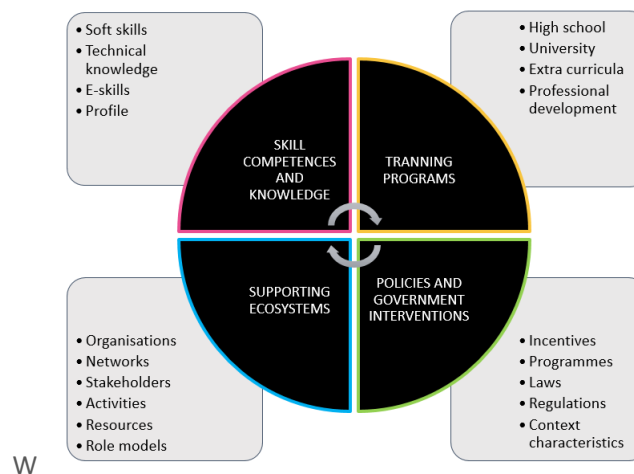 • Soft skills
• Technical
knowledge
• E-skills
• Profile
• High school
• University
• Extra curricula
• Professional
development
SKILL
COMPETENCES
AND
KNOWLEDGE
TRANNING
PROGRAMS
SUPPORTING
ECOSYSTEMS
POLICIES AND
GOVERNMENT
INTERVENTIONS
• Organisations
• Networks
• Stakeholders
• Activities
• Resources
• Role models
• Incentives
• Programmes
• Laws
• Regulations
• Context
characteristics
W